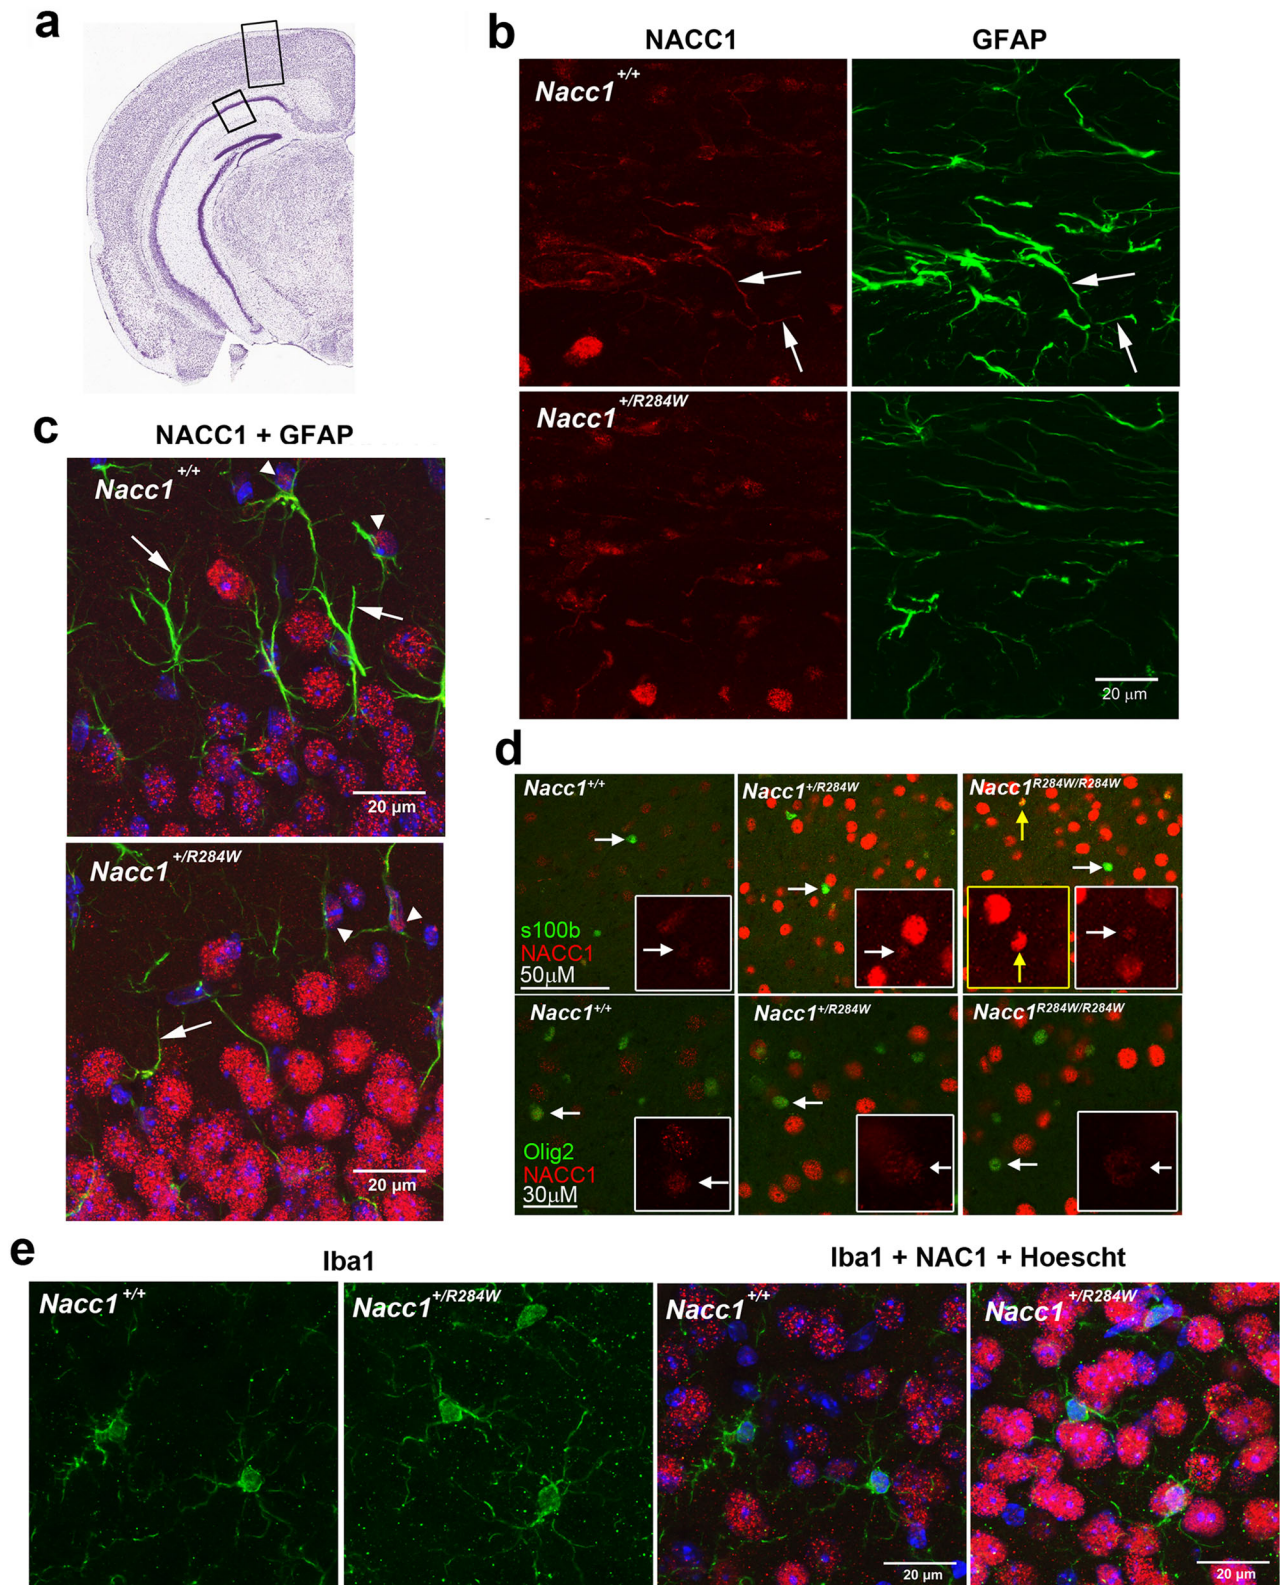 a
b
NACC1 GFAP
Nacc1+/+
Nacc1+/R284W
20 µm
c
NACC1 + GFAP
Nacc1+/+
20 µm
Nacc1+/R284W
20 µm
d
Nacc1+/+ Nacc1+/R284W Nacc1R284W/R284W
s100b
NACC1
50µM
Nacc1+/+ Nacc1+/R284W Nacc1R284W/R284W
Olig2
NACC1
30µM
e
Iba1 Iba1 + NAC1 + Hoescht
Nacc1+/+ Nacc1+/R284W Nacc1+/+ Nacc1+/R284W
20 µm 20 µm